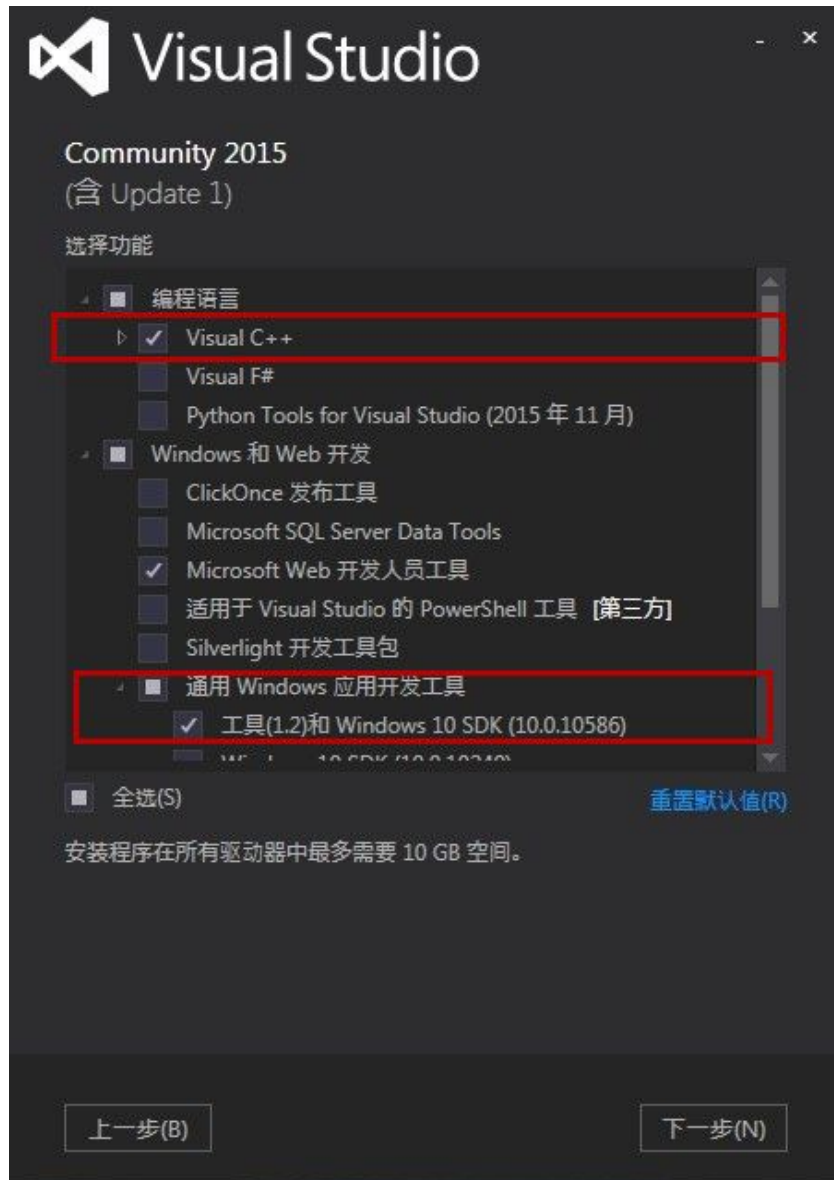 Visual Studio
Community 2015
(含 Update 1)
选择功能
编程语言
Visual C++
Visual F#
Python Tools for Visual Studio (2015 年 11 月)
Windows 和 Web 开发
ClickOnce 发布工具
Microsoft SQL Server Data Tools
Microsoft Web 开发人员工具
适用于 Visual Studio 的 PowerShell 工具 [第三方]
Silverlight 开发工具包
通用 Windows 应用开发工具
工具(1.2)和 Windows 10 SDK (10.0.10586)
Windows 10 SDK (10.0.10240)
全选(S)
重置默认值(R)
安装程序在所有驱动器中最多需要 10 GB 空间。
上一步(B)
下一步(N)